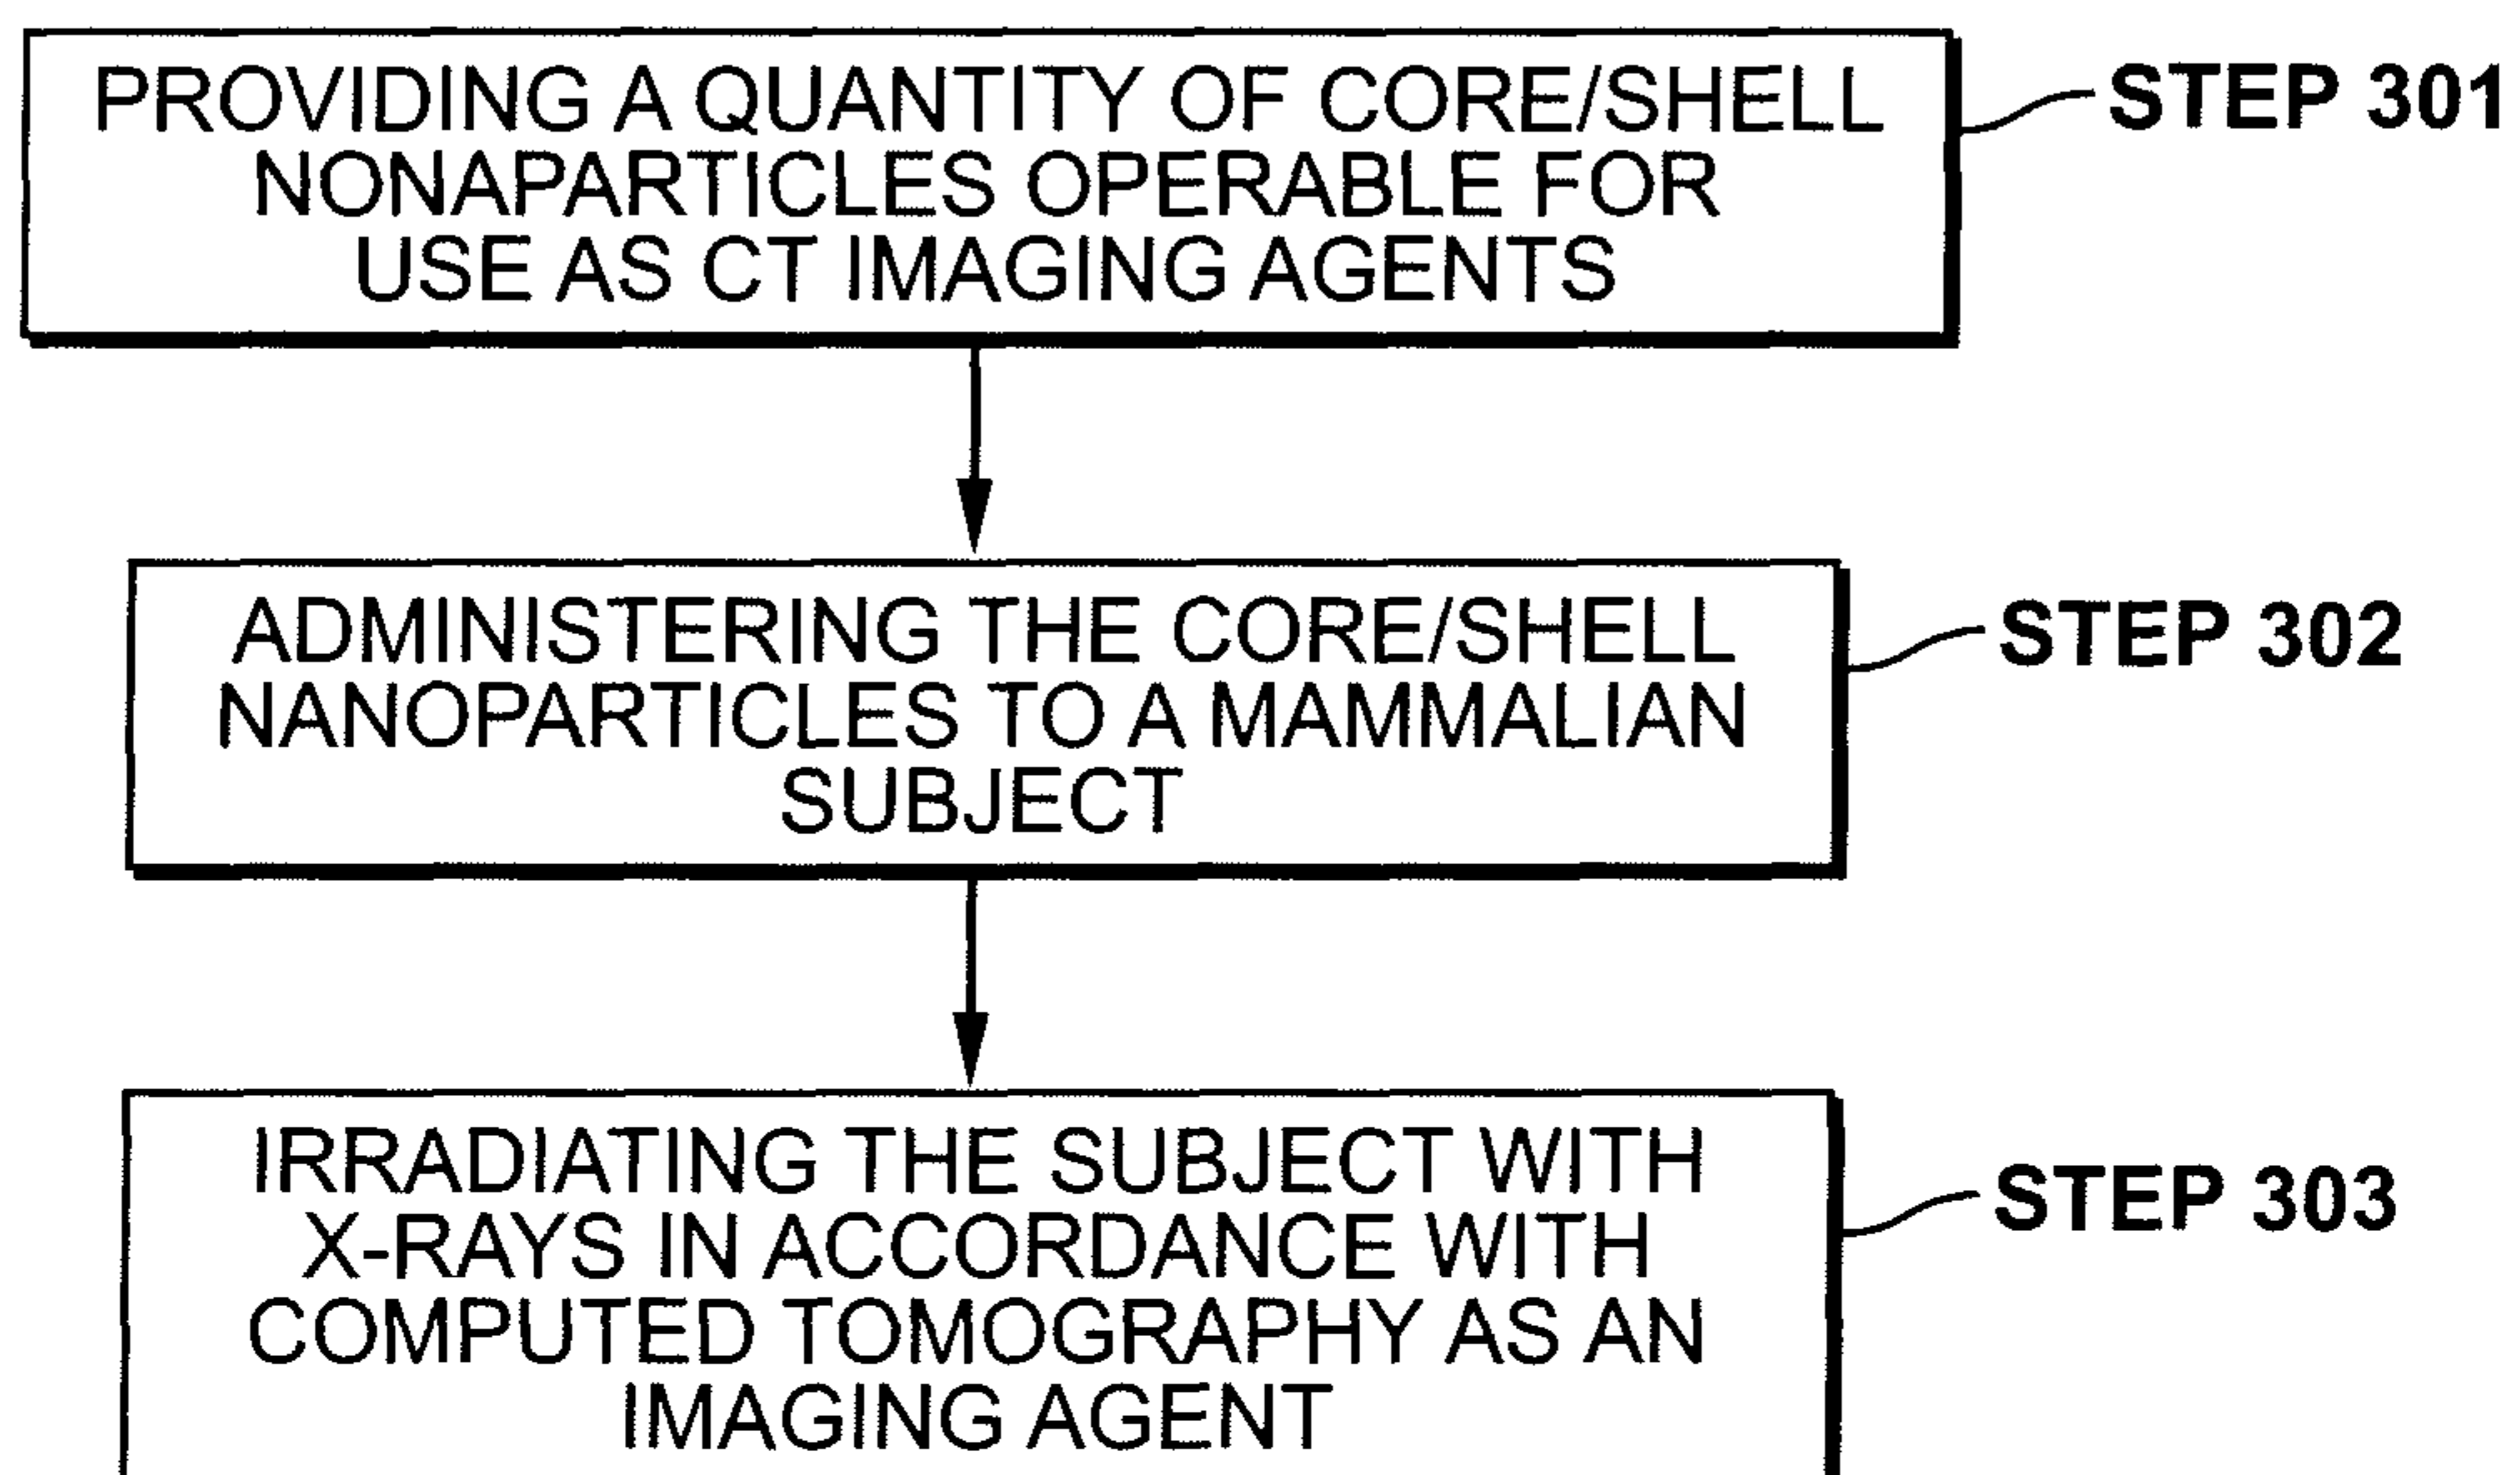 PROVIDING A QUANTITY OF CORE/SHELL
NONAPARTICLES OPERABLE FOR
USE AS CT IMAGING AGENTS
STEP 301
ADMINISTERING THE CORE/SHELL
NANOPARTICLES TO A MAMMALIAN
SUBJECT
STEP 302
IRRADIATING THE SUBJECT WITH
X-RAYS IN ACCORDANCE WITH
COMPUTED TOMOGRAPHY AS AN
IMAGING AGENT
STEP 303